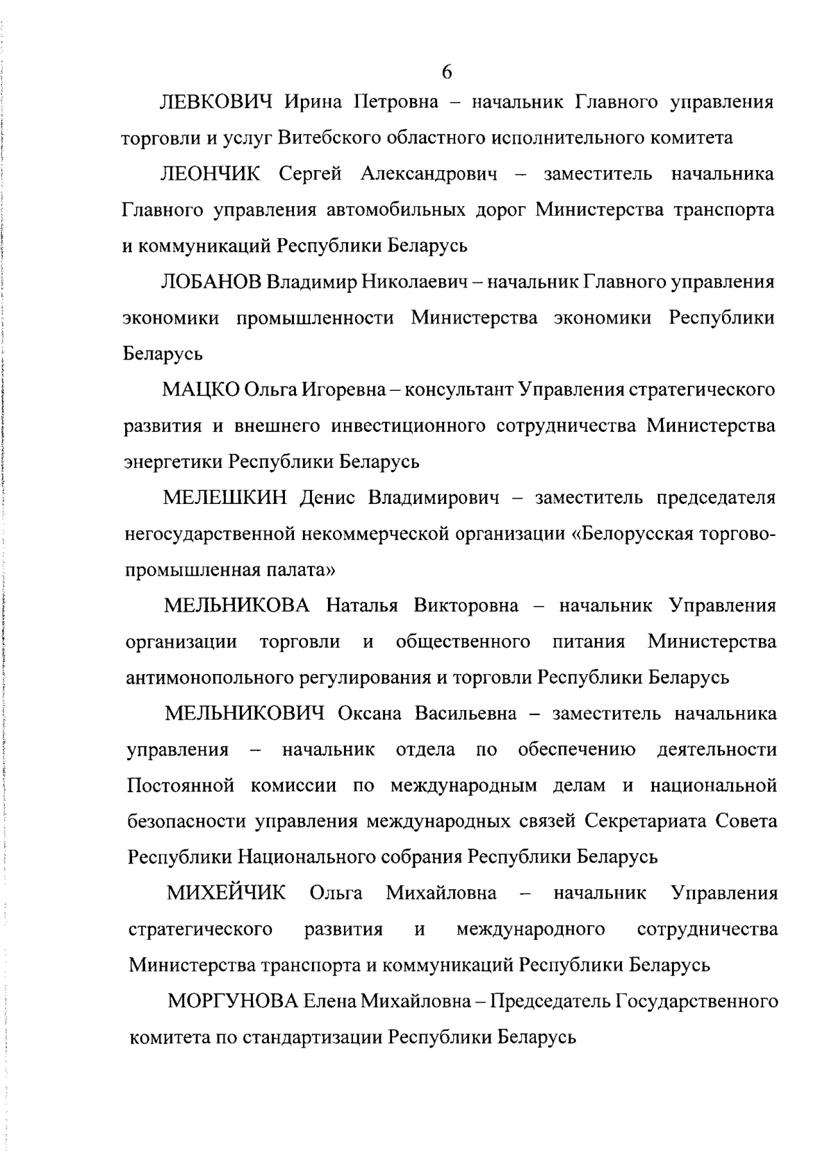 6
ЛЕВКОВИЧ Ирина Петровна – начальник Главного управления
торговли и услуг Витебского областного исполнительного комитета
ЛЕОНЧИК Сергей Александрович – заместитель начальника
Главного управления автомобильных дорог Министерства транспорта
и коммуникаций Республики Беларусь
ЛОБАНОВ Владимир Николаевич – начальник Главного управления
экономики промышленности Министерства экономики Республики
Беларусь
МАЦКО Ольга Игоревна – консультант Управления стратегического
развития и внешнего инвестиционного сотрудничества Министерства
энергетики Республики Беларусь
МЕЛЕШКИН Денис Владимирович – заместитель председателя
негосударственной некоммерческой организации «Белорусская торгово-
промышленная палата»
МЕЛЬНИКОВА Наталья Викторовна – начальник Управления
организации торговли и общественного питания Министерства
антимонопольного регулирования и торговли Республики Беларусь
МЕЛЬНИКОВИЧ Оксана Васильевна – заместитель начальника
управления – начальник отдела по обеспечению деятельности
Постоянной комиссии по международным делам и национальной
безопасности управления международных связей Секретариата Совета
Республики Национального собрания Республики Беларусь
МИХЕЙЧИК Ольга Михайловна – начальник Управления
стратегического развития и международного сотрудничества
Министерства транспорта и коммуникаций Республики Беларусь
МОРГУНОВА Елена Михайловна – Председатель Государственного
комитета по стандартизации Республики Беларусь